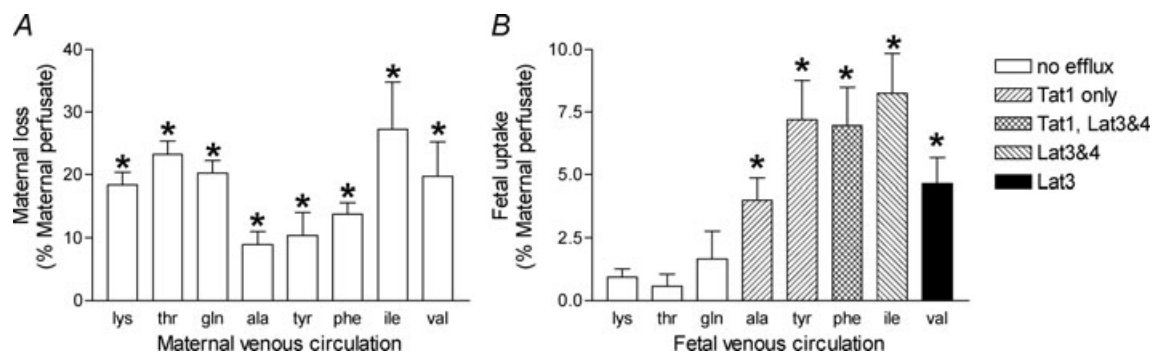 A
Maternal loss
(% Maternal perfusate)
40
30
20
10
0
* * * * * * * *
lys thr gln ala tyr phe ile val
Maternal venous circulation
B
Fetal uptake
(% Maternal perfusate)
10.0
7.5
5.0
2.5
0.0
* * * * *
lys thr gln ala tyr phe ile val
Fetal venous circulation
no efflux
Tat1 only
Tat1, Lat3&4
Lat3&4
Lat3